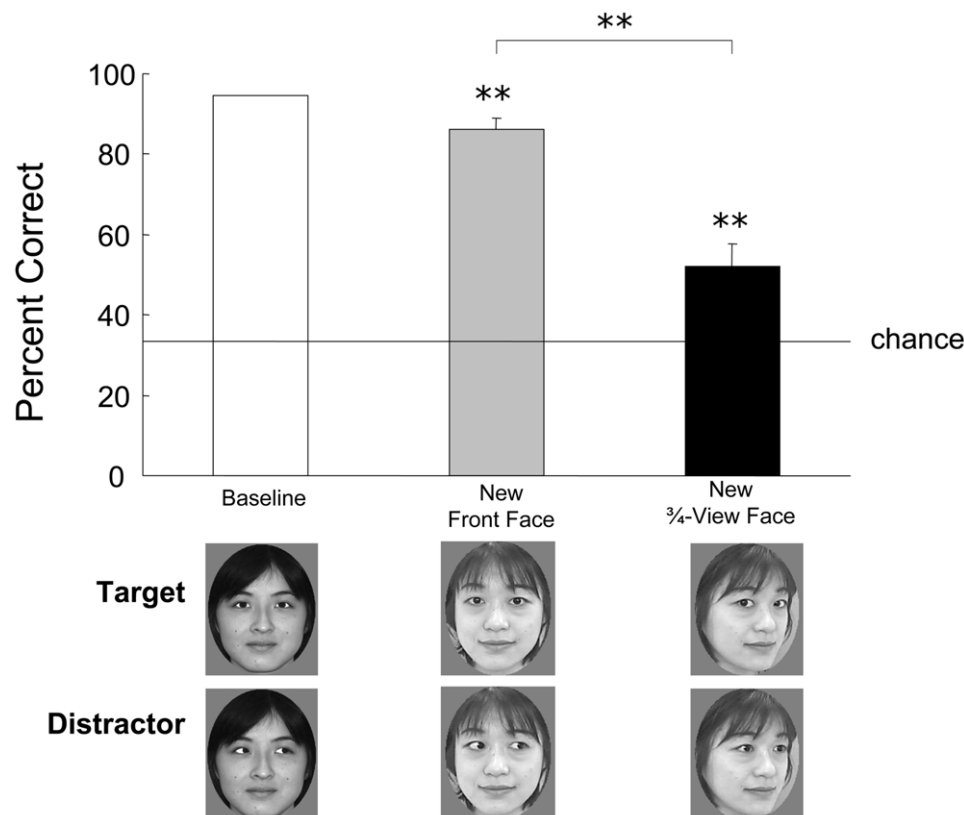 **
100
**
80
60
**
40
chance
20
0
Percent Correct
Baseline
New
Front Face
New
¾-View Face
Target
Distractor